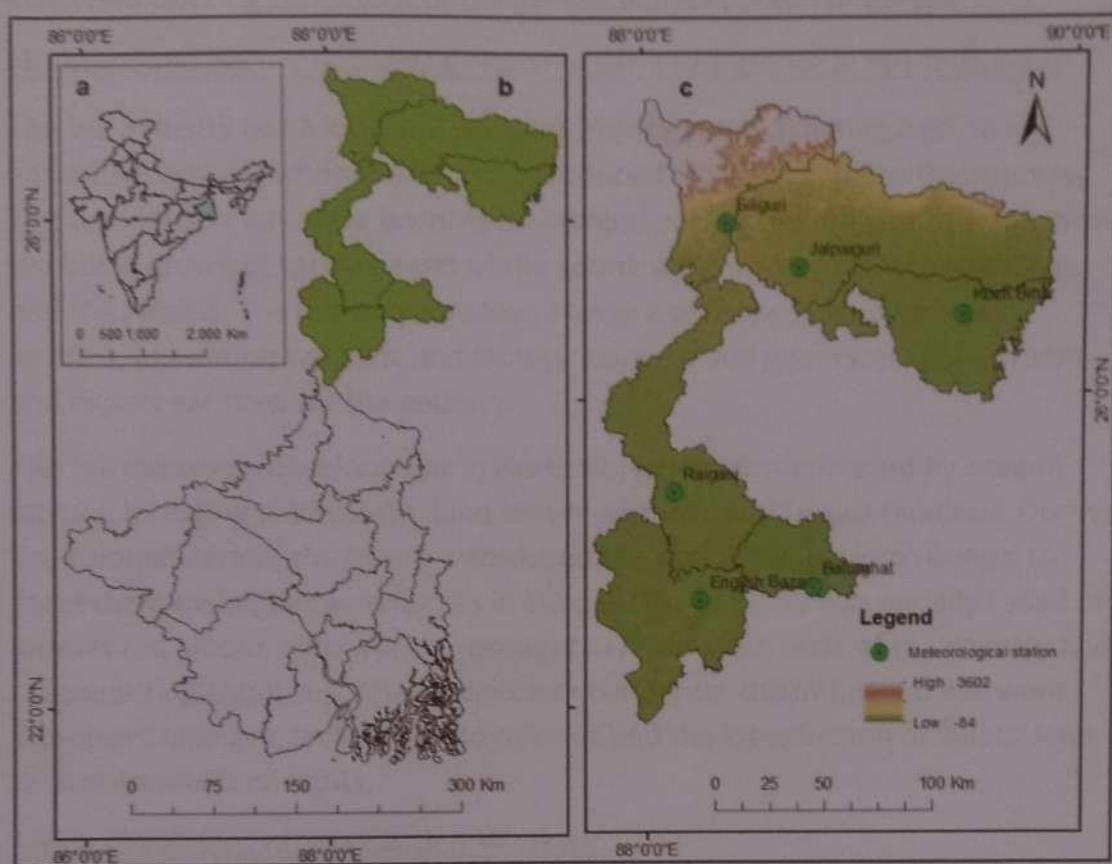 86°0'0"E
88°0'0"E
88°0'0"E
90°0'0"E
a
b
c
N
26°0'0"N
26°0'0"N
0 500 1,000 2,000 Km
Siliguri
Jalpaiguri
Koch Bihar
Raiganj
English Bazar
Balurghat
Legend
Meteorological station
High : 3602
Low : -84
22°0'0"N
0 75 150 300 Km
0 25 50 100 Km
86°0'0"E
88°0'0"E
88°0'0"E